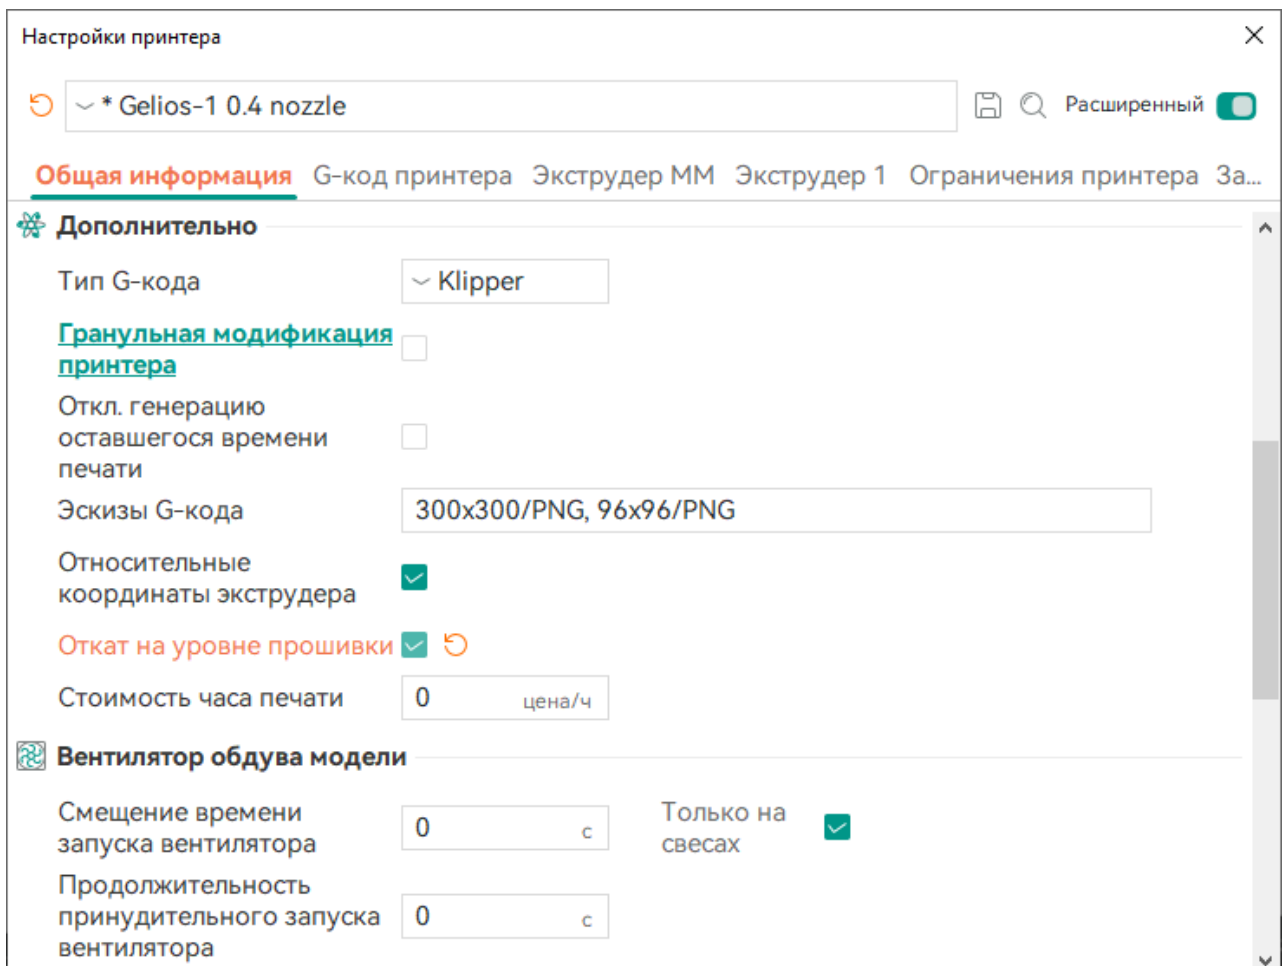 Настройки принтера
* Gelios-1 0.4 nozzle
Расширенный
Общая информация G-код принтера Экструдер ММ Экструдер 1 Ограничения принтера За...
Дополнительно
Тип G-кода
Klipper
Гранульная модификация
принтера
Откл. генерацию
оставшегося времени
печати
Эскизы G-кода
300x300/PNG, 96x96/PNG
Относительные
координаты экструдера
Откат на уровне прошивки
Стоимость часа печати
0 цена/ч
Вентилятор обдува модели
Смещение времени
запуска вентилятора
0 с
Только на
свесах
Продолжительность
принудительного запуска
вентилятора
0 с